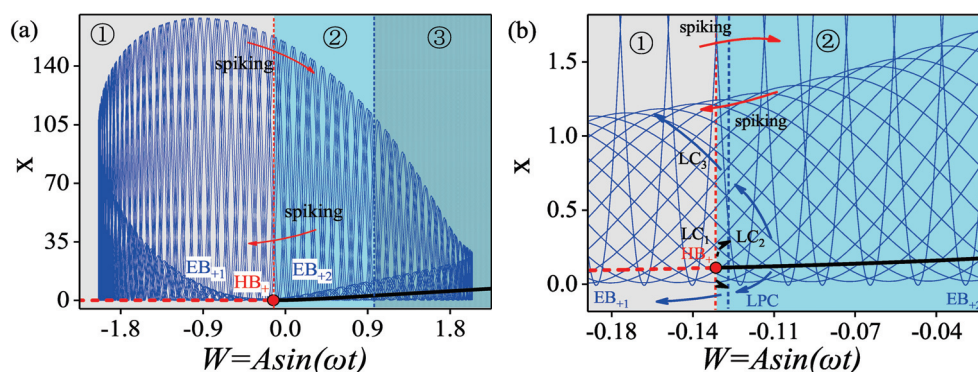 (a)
①
②
③
spiking
140
105
70
35
0
X
spiking
EB+1
HB+
EB+2
-1.8
-0.9
0.0
0.9
1.8
W=Asin(ωt)
(b)
①
spiking
②
1.5
1.0
0.5
0.0
X
spiking
LC3
LC1
LC2
HB+
EB+1
LPC
EB+2
-0.18
-0.14
-0.11
-0.07
-0.04
W=Asin(ωt)